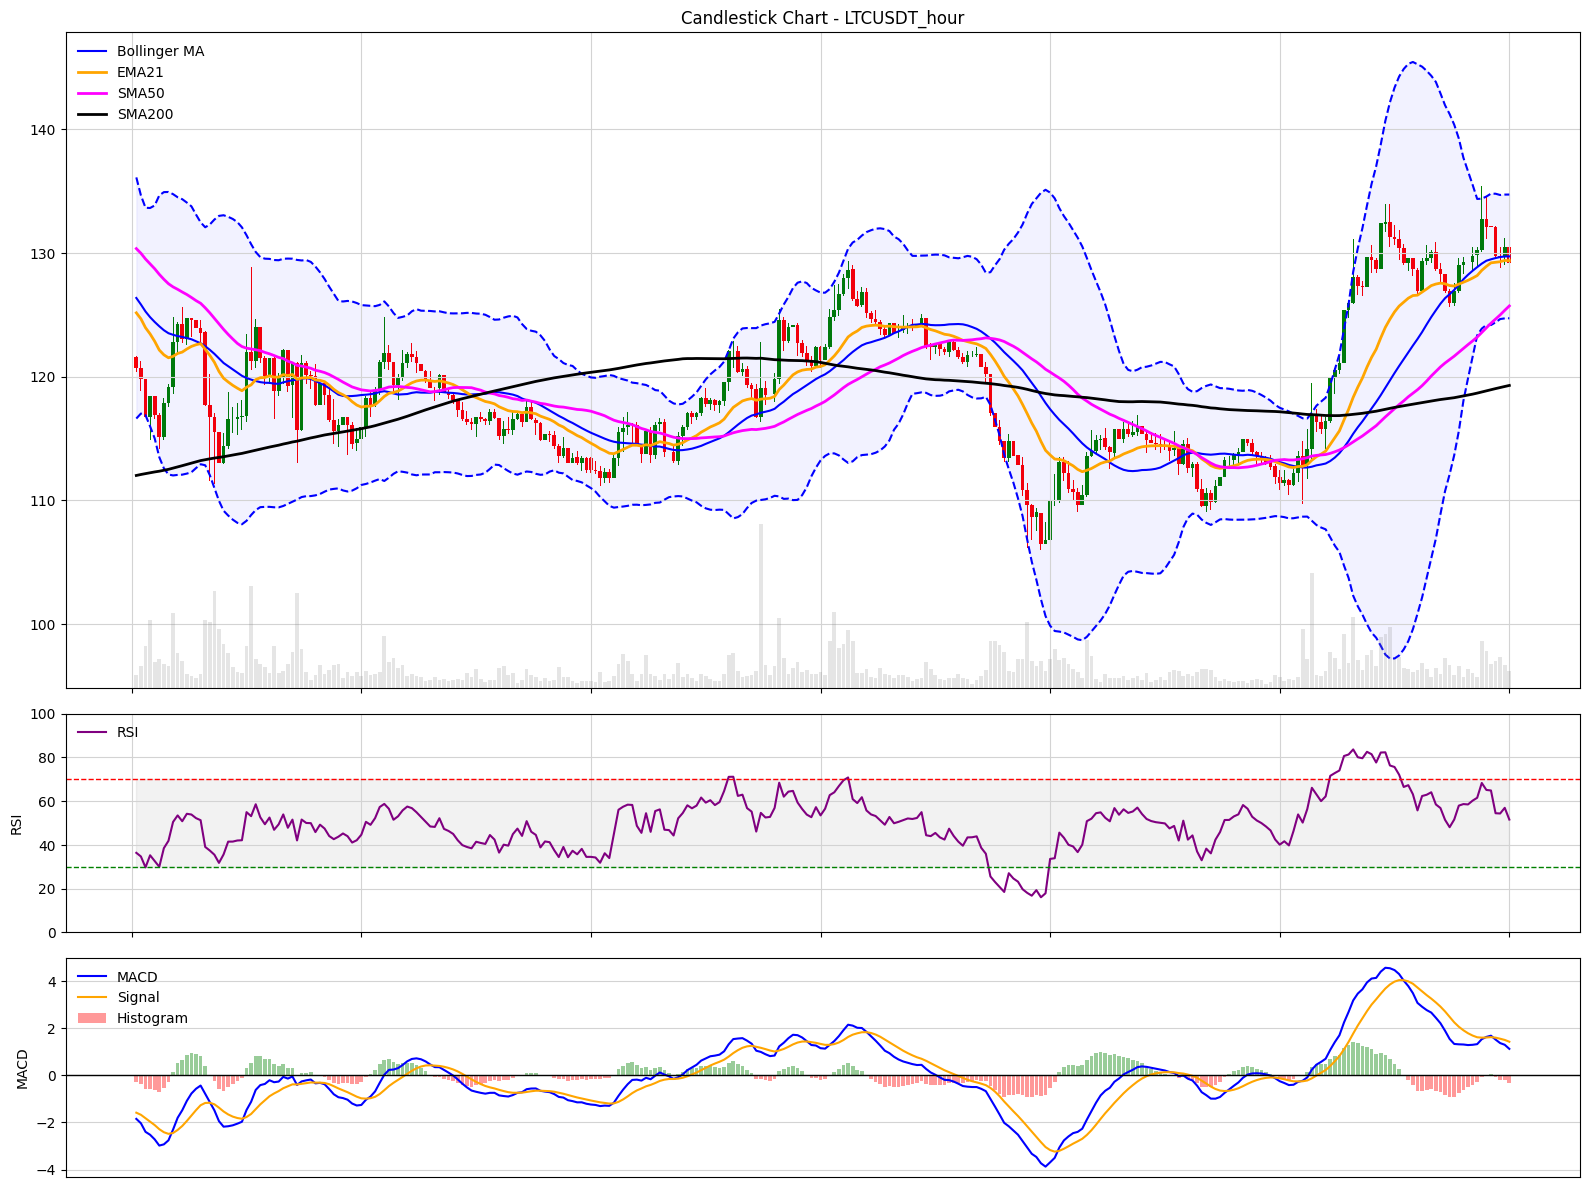 Candlestick Chart - LTCUSDT_hour
Bollinger MA
EMA21
SMA50
SMA200
140
130
120
110
100
RSI
100
80
60
40
20
0
RSI
MACD
Signal
Histogram
4
2
0
−2
−4
MACD